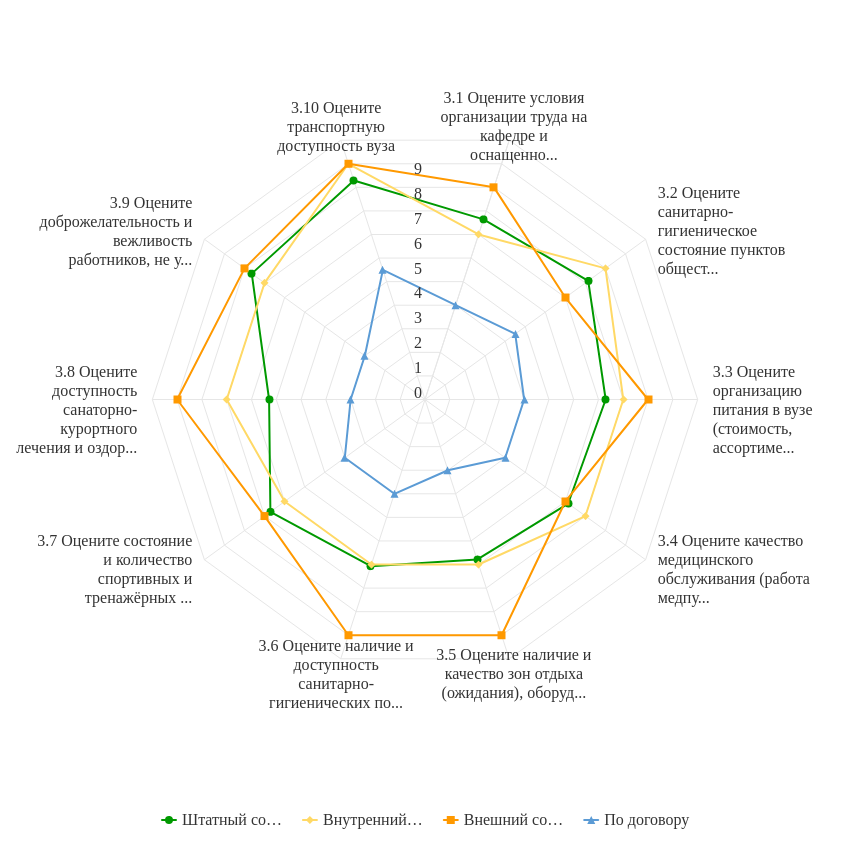 3.10 Оцените
транспортную
доступность вуза
3.1 Оцените условия
организации труда на
кафедре и
оснащенно...
3.2 Оцените
санитарно-
гигиеническое
состояние пунктов
общест...
3.3 Оцените
организацию
питания в вузе
(стоимость,
ассортиме...
3.4 Оцените качество
медицинского
обслуживания (работа
медпу...
3.5 Оцените наличие и
качество зон отдыха
(ожидания), оборуд...
3.6 Оцените наличие и
доступность
санитарно-
гигиенических по...
3.7 Оцените состояние
и количество
спортивных и
тренажёрных ...
3.8 Оцените
доступность
санаторно-
курортного
лечения и оздор...
3.9 Оцените
доброжелательность и
вежливость
работников, не у...
9
8
7
6
5
4
3
2
1
0
Штатный со…
Внутренний…
Внешний со…
По договору